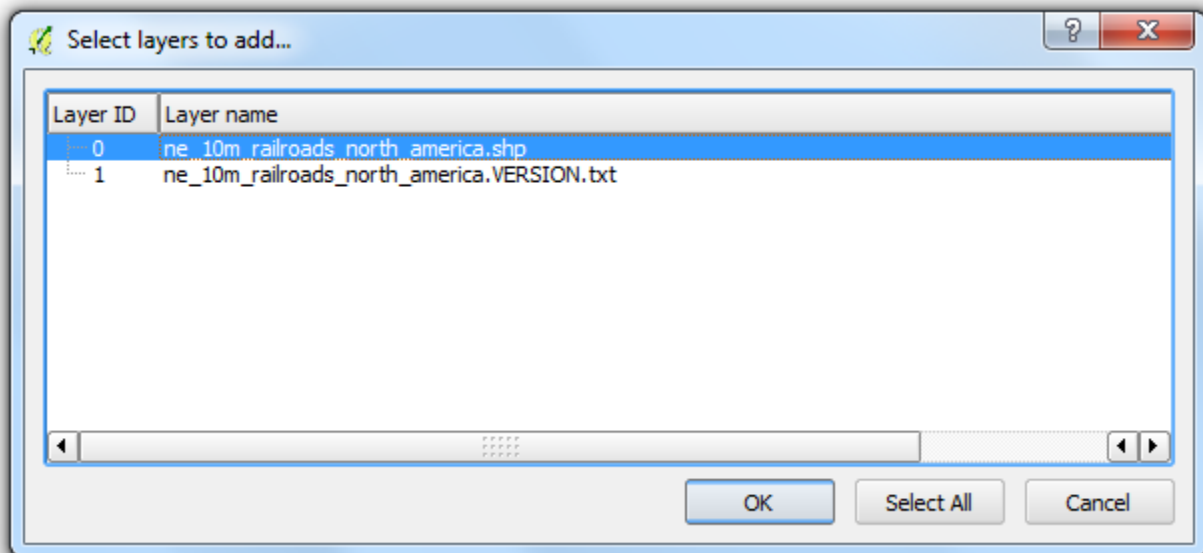 Select layers to add...
Layer ID Layer name
0 ne_10m_railroads_north_america.shp
1 ne_10m_railroads_north_america.VERSION.txt
OK Select All Cancel